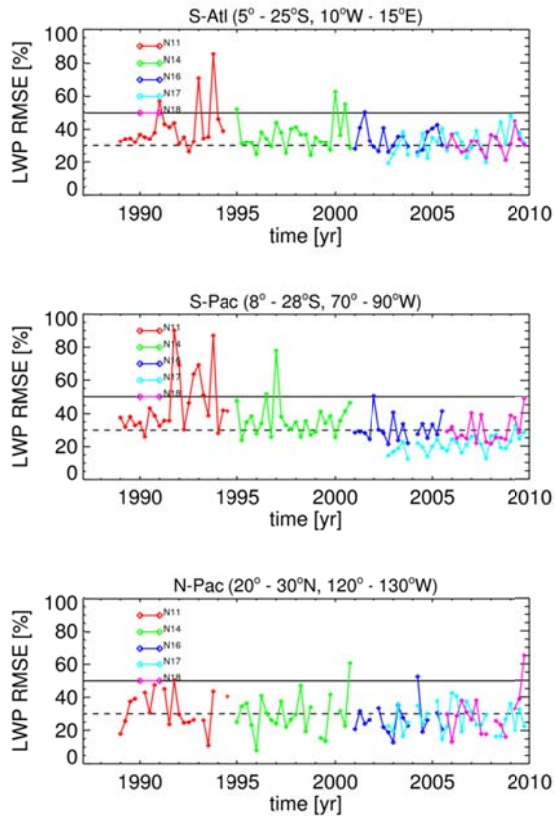 S-Atl (5° - 25°S, 10°W - 15°E)
LWP RMSE [%]
100
80
60
40
20
0
N11
N14
N16
N17
N18
1990
1995
2000
2005
2010
time [yr]
S-Pac (8° - 28°S, 70° - 90°W)
LWP RMSE [%]
100
80
60
40
20
0
N11
N14
N16
N17
N18
1990
1995
2000
2005
2010
time [yr]
N-Pac (20° - 30°N, 120° - 130°W)
LWP RMSE [%]
100
80
60
40
20
0
N11
N14
N16
N17
N18
1990
1995
2000
2005
2010
time [yr]